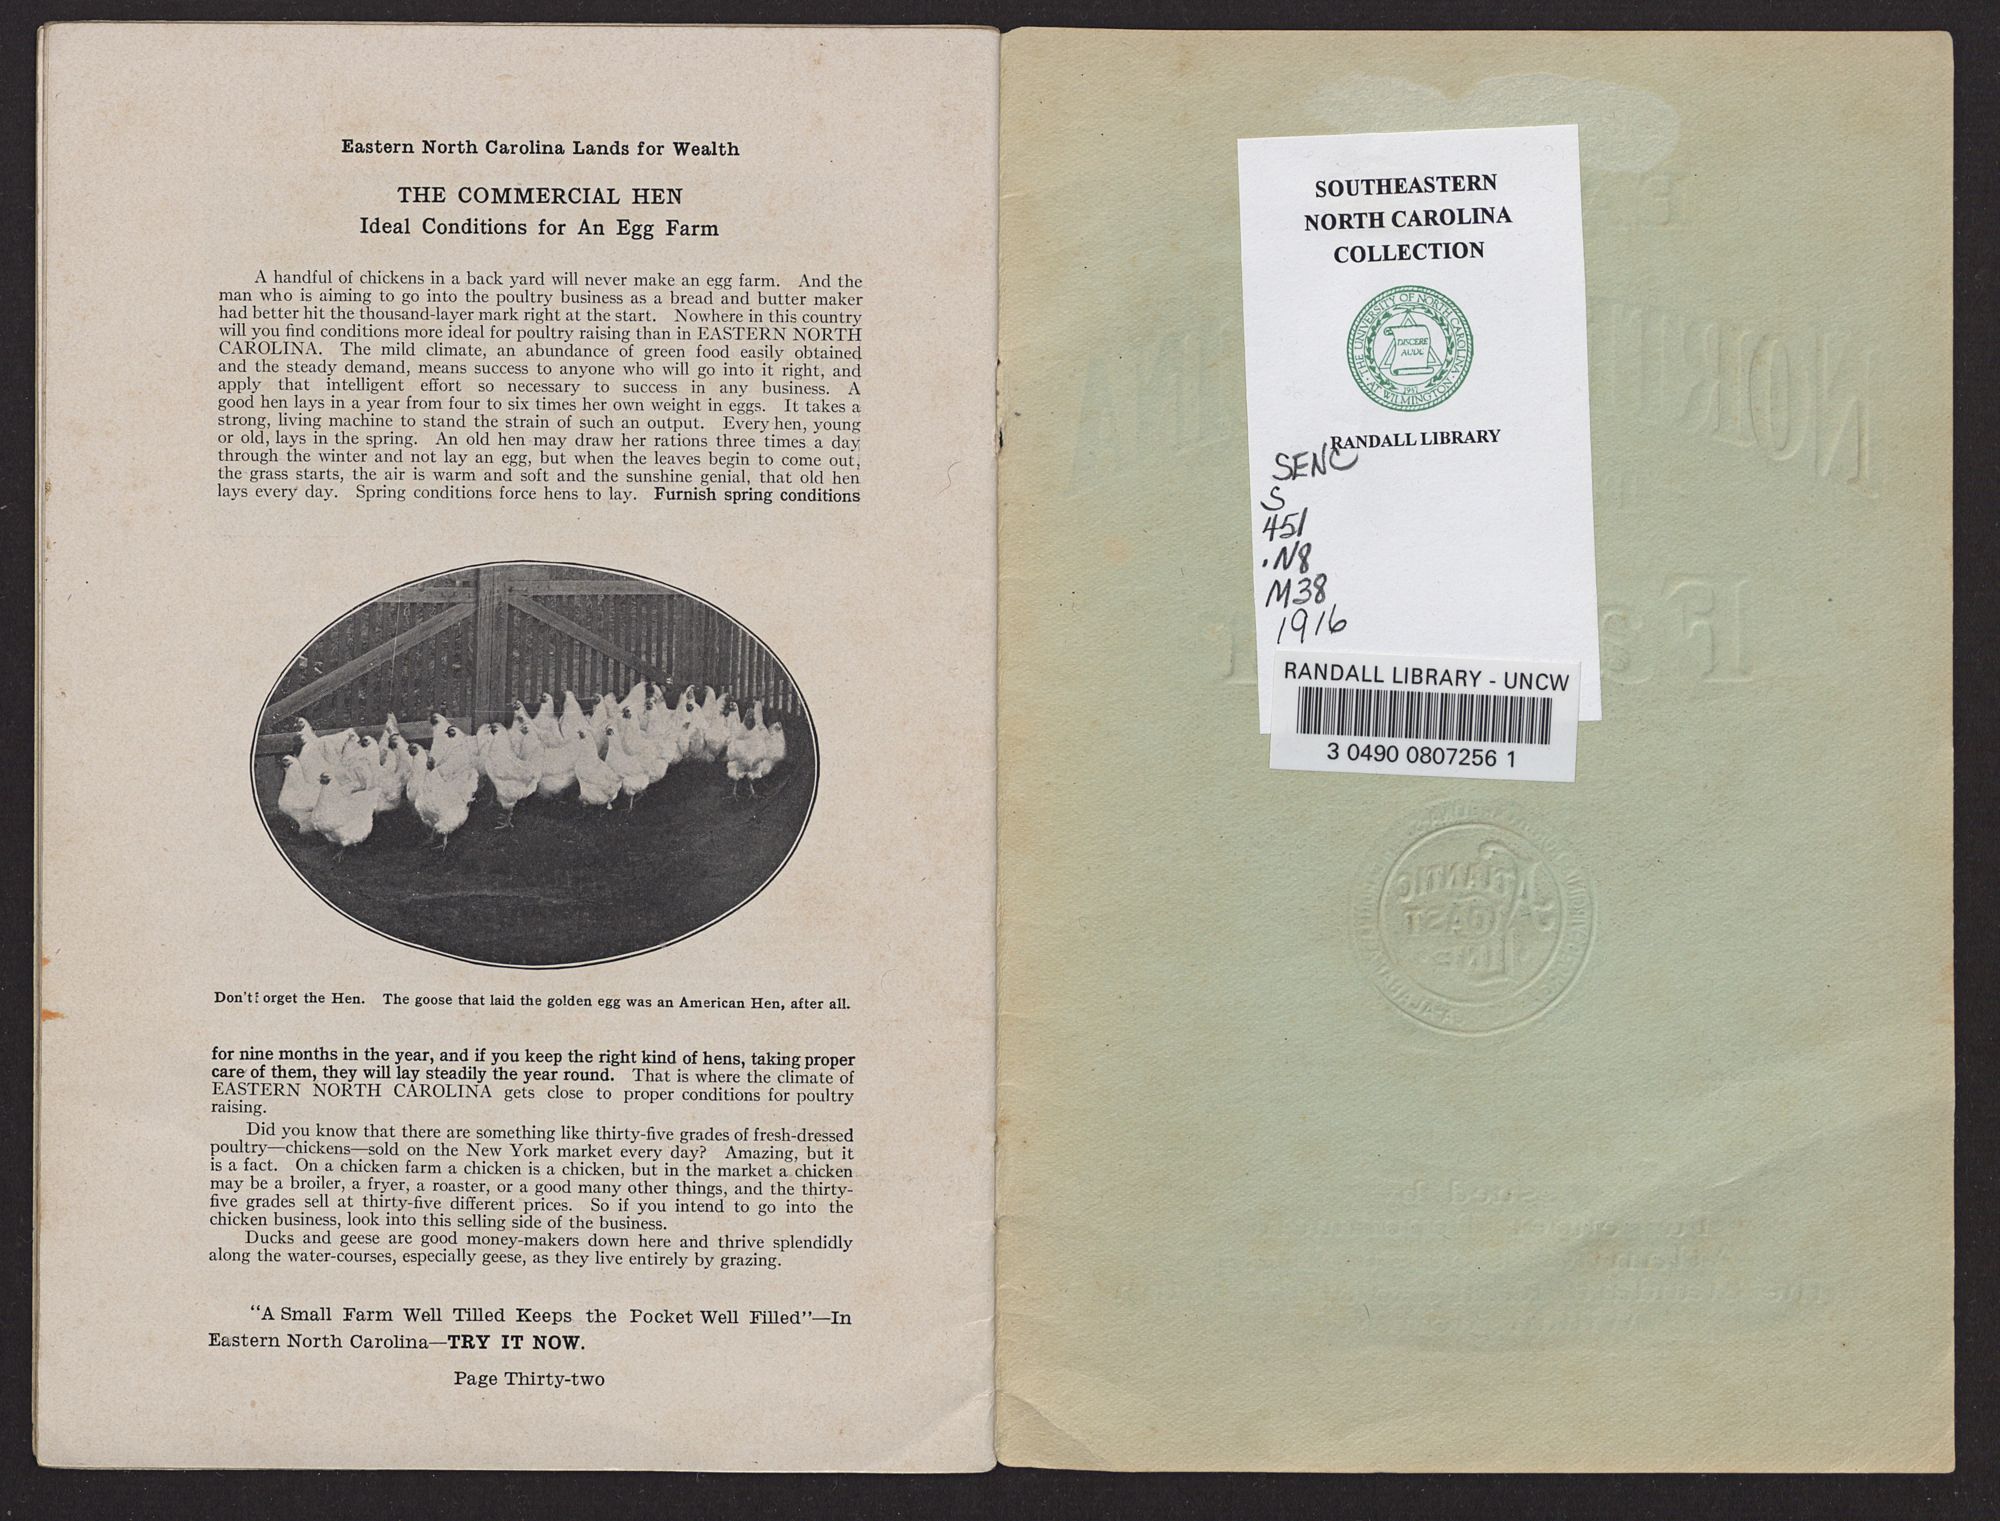 Eastern North Carolina Lands for Wealth
THE COMMERCIAL HEN
Ideal Conditions for An Egg Farm
A handful of chickens in a back yard will never make an egg farm. And the
man who is aiming to go into the poultry business as a bread and butter maker
had better hit the thousand-layer mark right at the start. Nowhere in this country
will you find conditions more ideal for poultry raising than in EASTERN NORTH
CAROLINA. The mild climate, an abundance of green food easily obtained
and the steady demand, means success to anyone who will go into it right, and
apply that intelligent effort so necessary to success in any business. A
good hen lays in a year from four to six times her own weight in eggs. It takes a
strong, living machine to stand the strain of such an output. Every hen, young
or old, lays in the spring. An old hen may draw her rations three times a day
through the winter and not lay an egg, but when the leaves begin to come out,
the grass starts, the air is warm and soft and the sunshine genial, that old hen
lays every day. Spring conditions force hens to lay. Furnish spring conditions
Don't forget the Hen. The goose that laid the golden egg was an American Hen, after all.
for nine months in the year, and if you keep the right kind of hens, taking proper
care of them, they will lay steadily the year round. That is where the climate of
EASTERN NORTH CAROLINA gets close to proper conditions for poultry
raising.
Did you know that there are something like thirty-five grades of fresh-dressed
poultry—chickens—sold on the New York market every day? Amazing, but it
is a fact. On a chicken farm a chicken is a chicken, but in the market a chicken
may be a broiler, a fryer, a roaster, or a good many other things, and the thirty-
five grades sell at thirty-five different prices. So if you intend to go into the
chicken business, look into this selling side of the business.
Ducks and geese are good money-makers down here and thrive splendidly
along the water-courses, especially geese, as they live entirely by grazing.
"A Small Farm Well Tilled Keeps the Pocket Well Filled"—In
Eastern North Carolina—TRY IT NOW.
Page Thirty-two
SOUTHEASTERN
NORTH CAROLINA
COLLECTION
THE UNIVERSITY OF NORTH CAROLINA
AT WILMINGTON
DISCERE
AUDE
1947
RANDALL LIBRARY
SENC
S
451
.N8
M38
1916
RANDALL LIBRARY - UNCW
3 0490 0807256 1
ATLANTIC
COAST
LINE